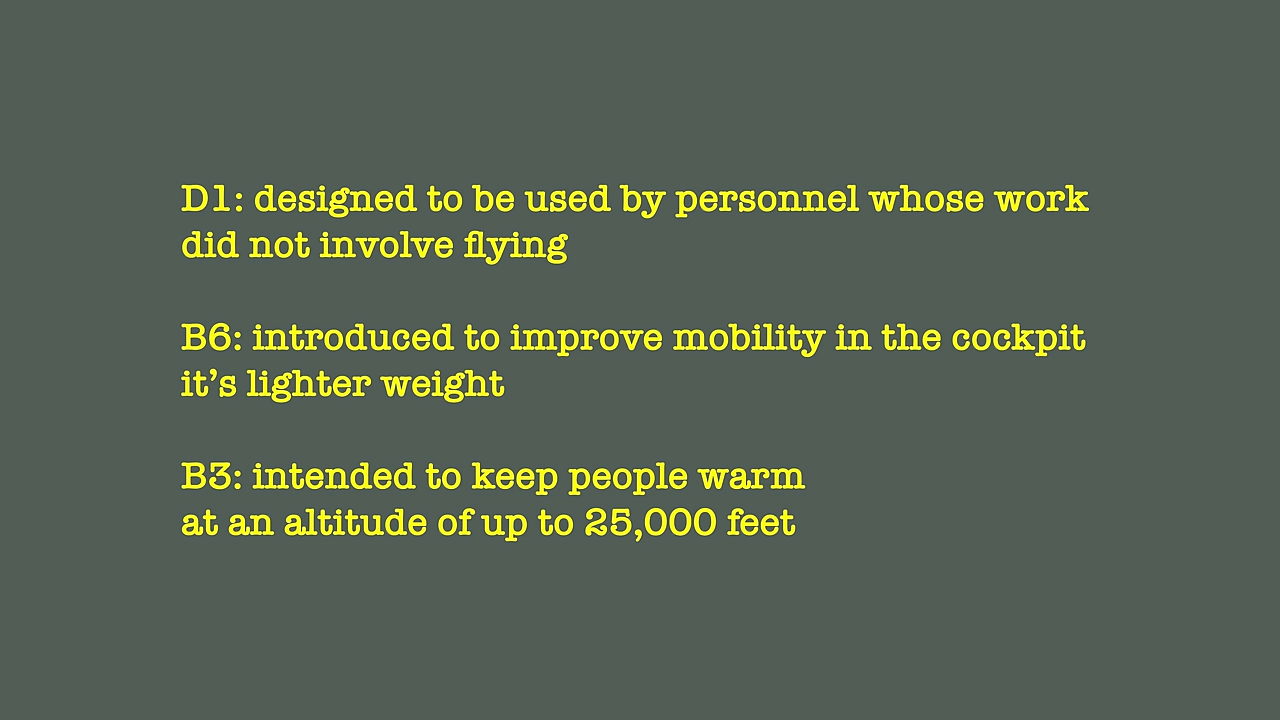 D1: designed to be used by personnel whose work
did not involve flying
B6: introduced to improve mobility in the cockpit
it’s lighter weight
B3: intended to keep people warm
at an altitude of up to 25,000 feet